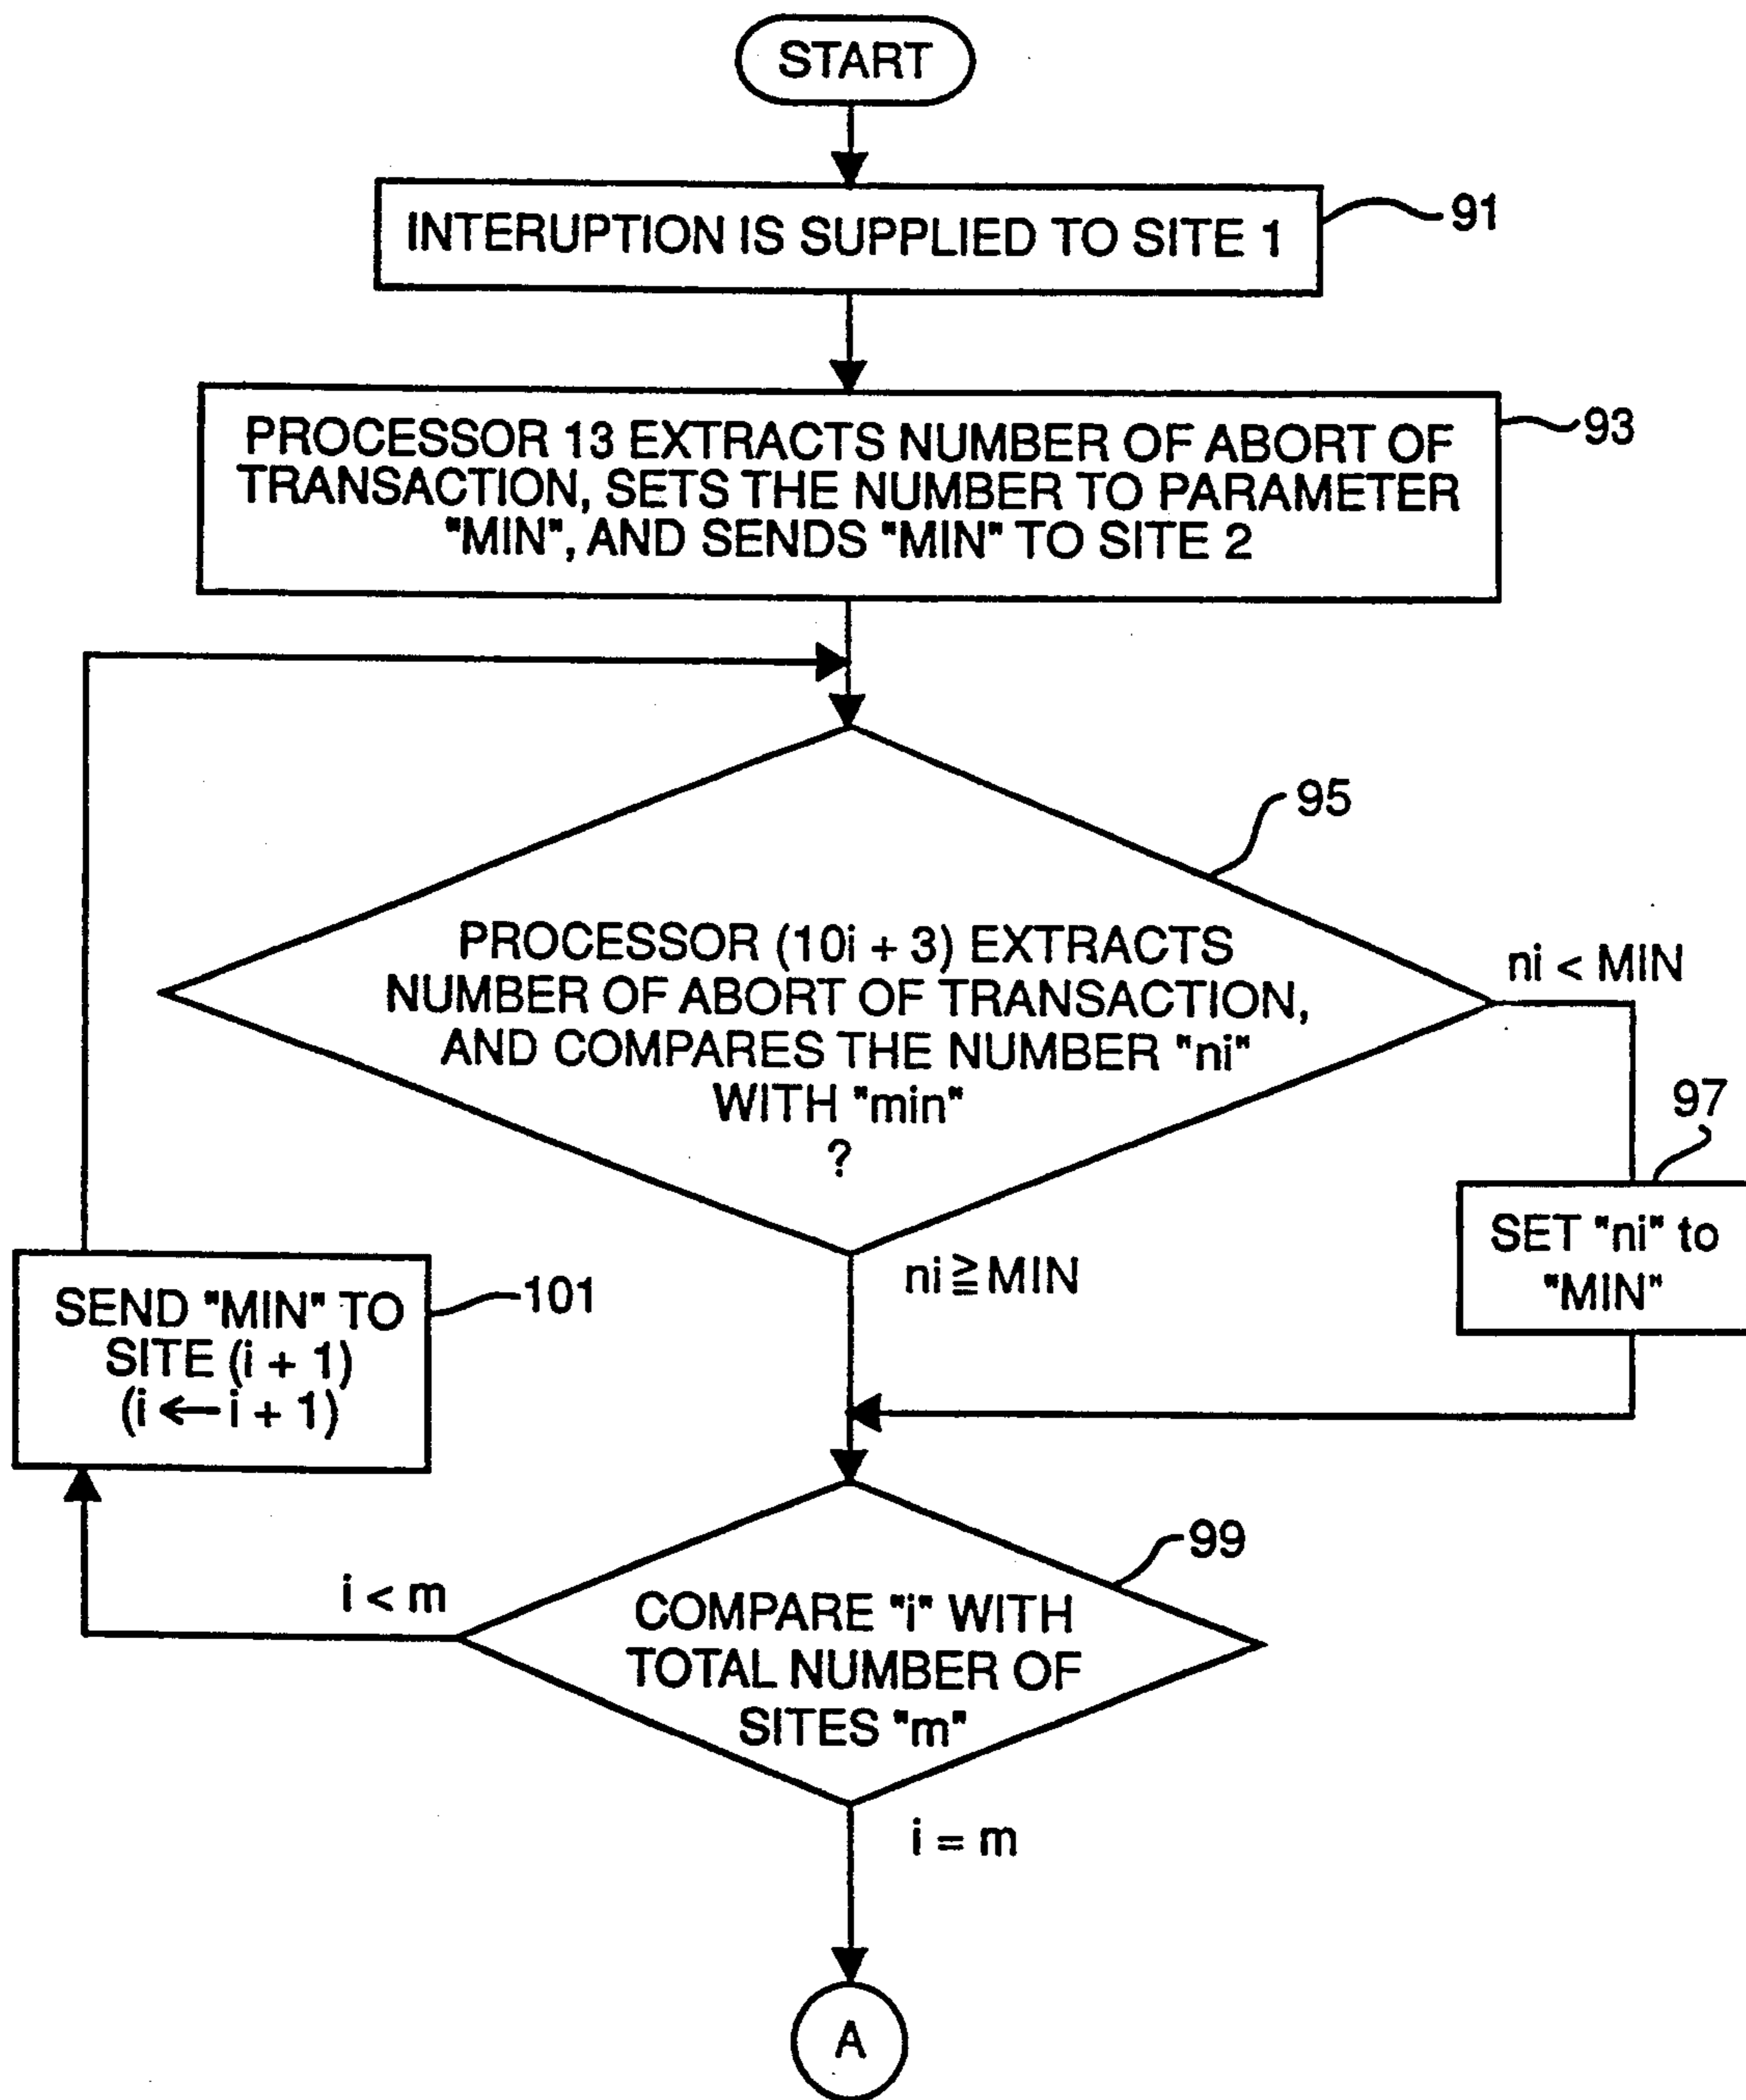 START
INTERUPTION IS SUPPLIED TO SITE 1
91
PROCESSOR 13 EXTRACTS NUMBER OF ABORT OF
TRANSACTION, SETS THE NUMBER TO PARAMETER
"MIN", AND SENDS "MIN" TO SITE 2
93
95
PROCESSOR (10i + 3) EXTRACTS
NUMBER OF ABORT OF TRANSACTION,
AND COMPARES THE NUMBER "ni"
WITH "min"
?
ni < MIN
97
SET "ni" to
"MIN"
ni ≧ MIN
SEND "MIN" TO
SITE (i + 1)
(i ← i + 1)
101
99
i < m
COMPARE "i" WITH
TOTAL NUMBER OF
SITES "m"
i = m
A